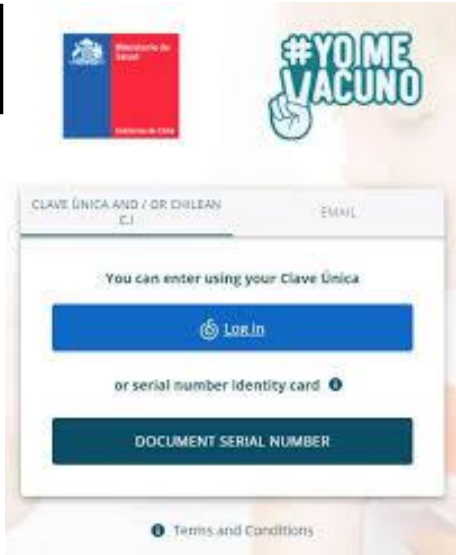 Ministerio de
Salud
Gobierno de Chile
#YO ME
VACUNO
CLAVE ÚNICA AND / OR CHILEAN
C.I
EMAIL
You can enter using your Clave Única
Log in
or serial number identity card
DOCUMENT SERIAL NUMBER
Terms and Conditions